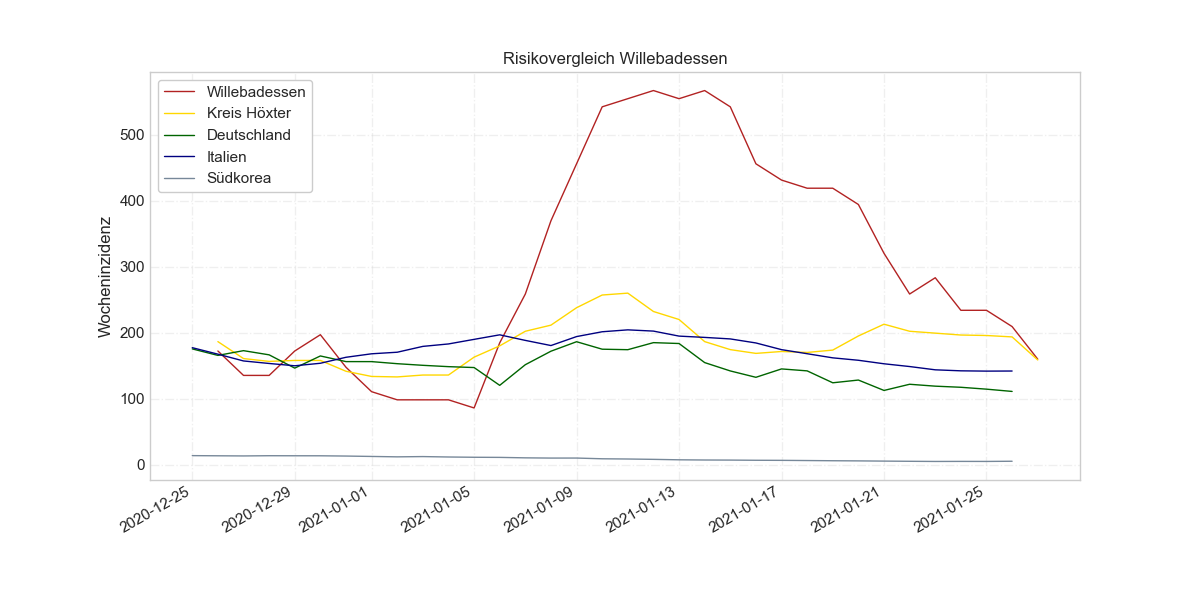 Risikovergleich Willebadessen
Willebadessen
Kreis Höxter
Deutschland
Italien
Südkorea
Wocheninzidenz
500
400
300
200
100
0
2020-12-25
2020-12-29
2021-01-01
2021-01-05
2021-01-09
2021-01-13
2021-01-17
2021-01-21
2021-01-25